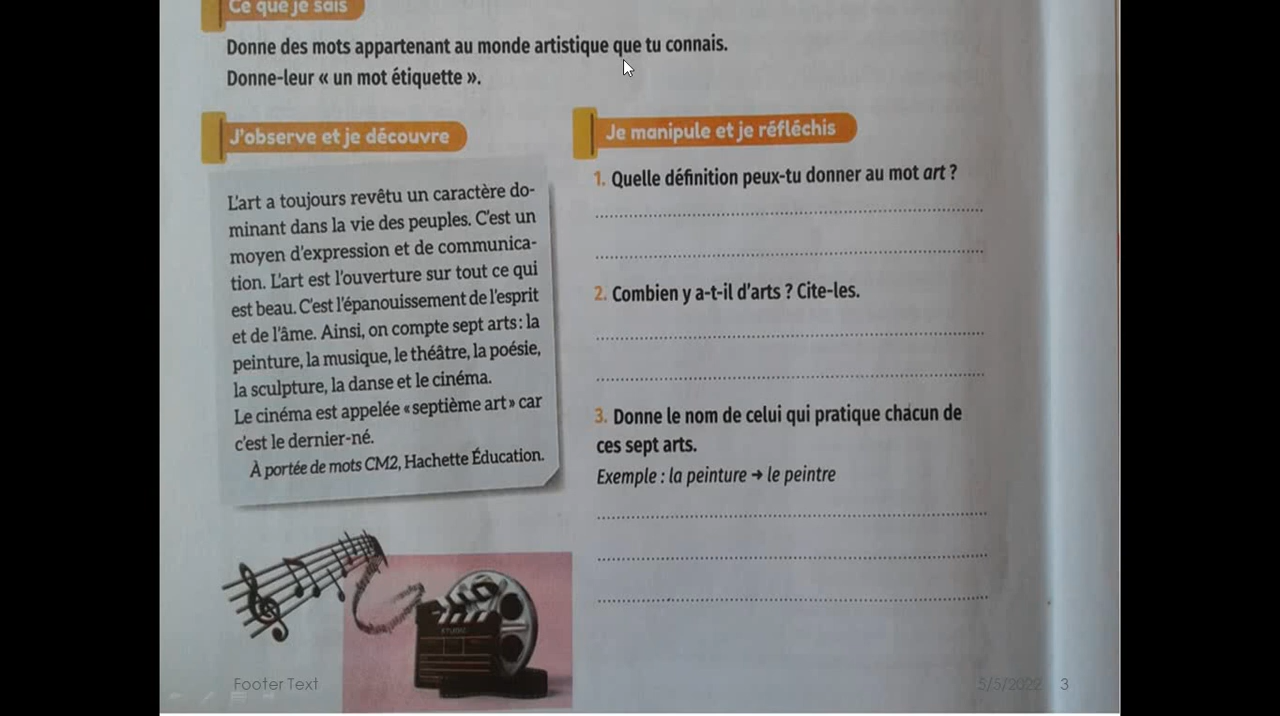 Ce que je sais
Donne des mots appartenant au monde artistique que tu connais.
Donne-leur « un mot étiquette ».
J'observe et je découvre
L'art a toujours revêtu un caractère do-
minant dans la vie des peuples. C'est un
moyen d'expression et de communica-
tion. L'art est l'ouverture sur tout ce qui
est beau. C'est l'épanouissement de l'esprit
et de l'âme. Ainsi, on compte sept arts : la
peinture, la musique, le théâtre, la poésie,
la sculpture, la danse et le cinéma.
Le cinéma est appelée « septième art » car
c'est le dernier-né.
À portée de mots CM2, Hachette Éducation.
Je manipule et je réfléchis
1. Quelle définition peux-tu donner au mot art ?
2. Combien y a-t-il d'arts ? Cite-les.
3. Donne le nom de celui qui pratique chacun de
ces sept arts.
Exemple : la peinture → le peintre
STUDIO
Footer Text
5/5/2022
3